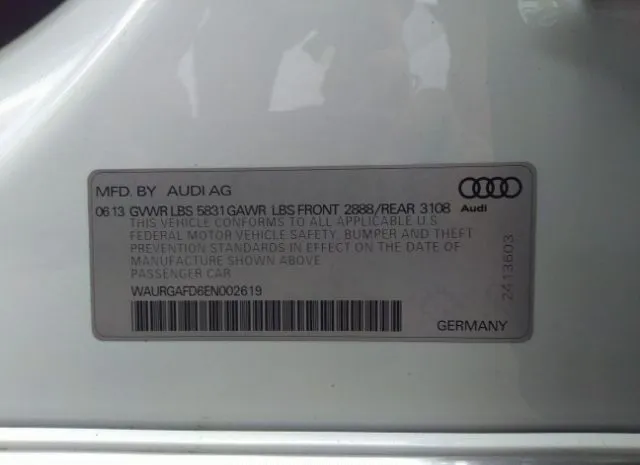 MFD. BY AUDI AG
0613 GVWR LBS 5831 GAWR LBS FRONT 2888/REAR 3108
Audi
THIS VEHICLE CONFORMS TO ALL APPLICABLE U.S.
FEDERAL MOTOR VEHICLE SAFETY, BUMPER AND THEFT
PREVENTION STANDARDS IN EFFECT ON THE DATE OF
MANUFACTURE SHOWN ABOVE
PASSENGER CAR
WAURGAFD6EN002619
GERMANY
2413603